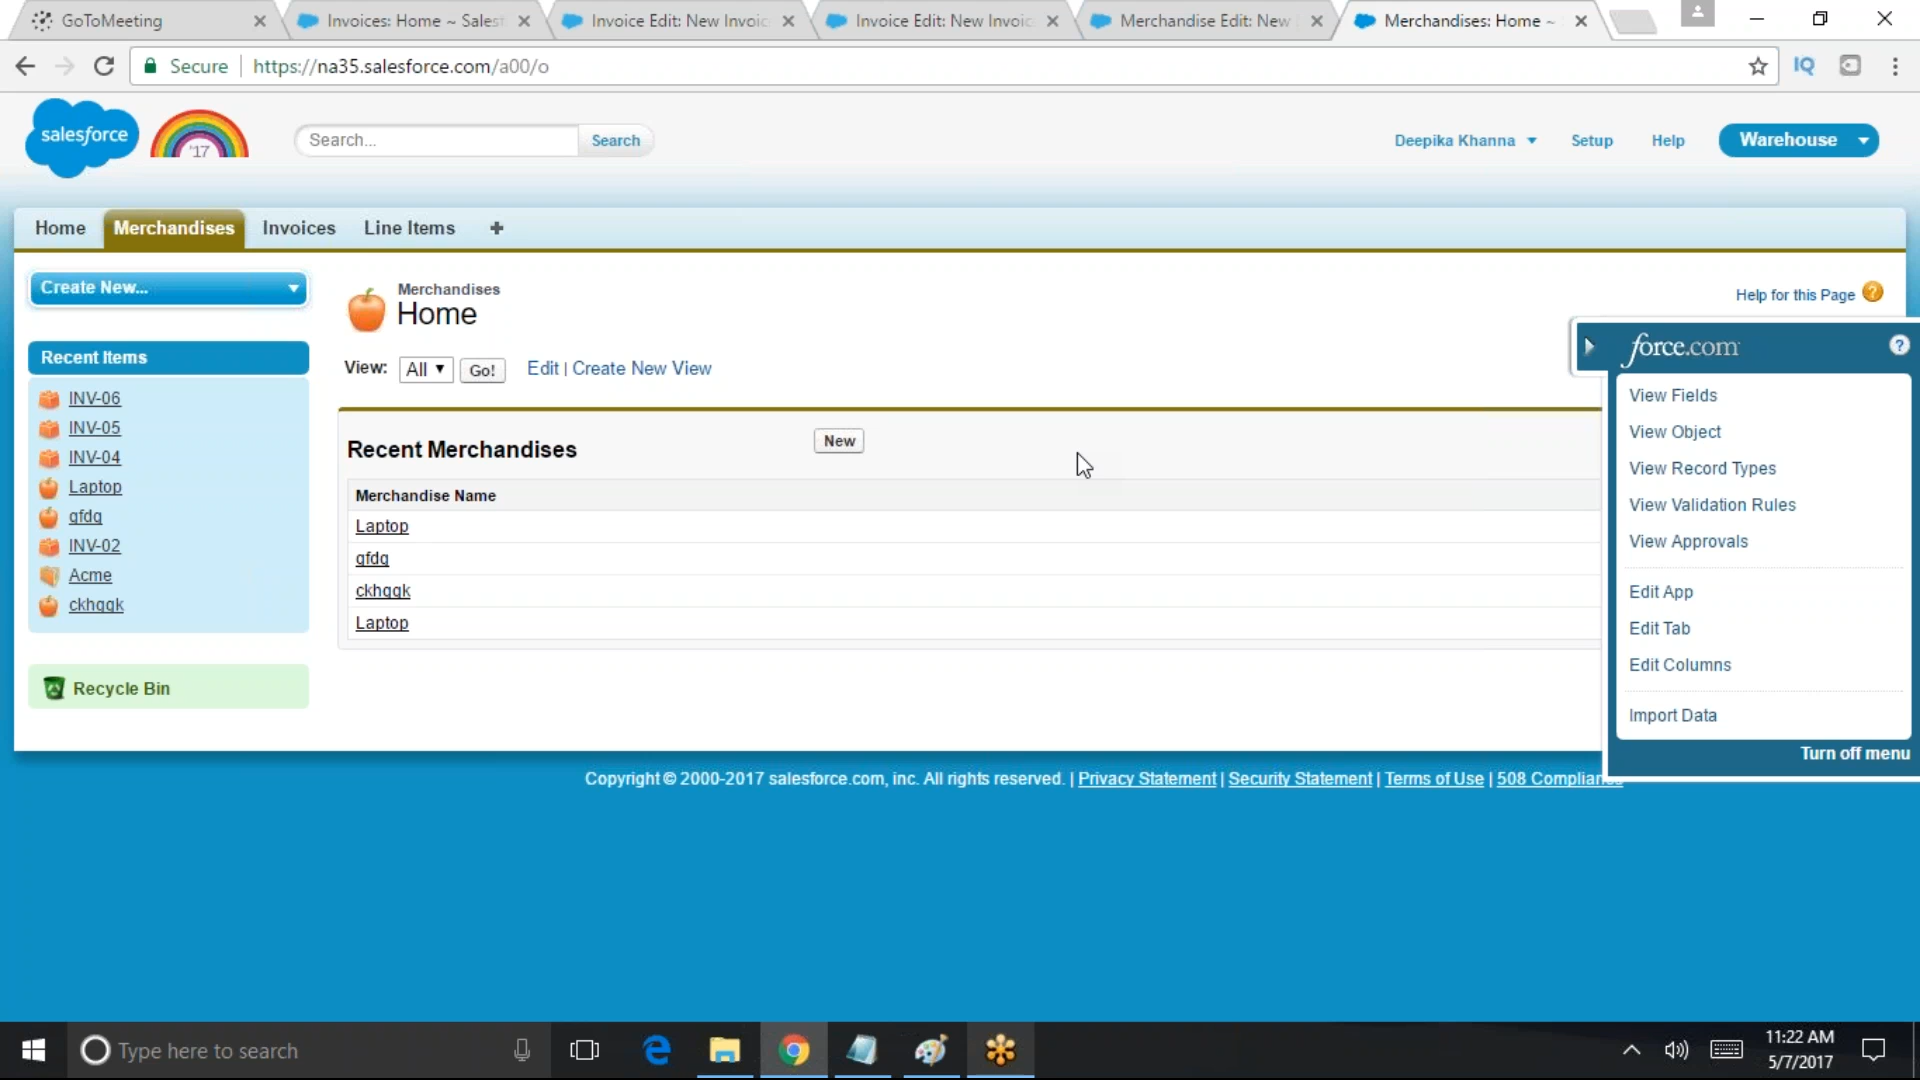 GoToMeeting
Invoices: Home ~ Salesf
Invoice Edit: New Invoic
Invoice Edit: New Invoic
Merchandise Edit: New
Merchandises: Home ~
Secure
https://na35.salesforce.com/a00/o
IQ
salesforce
'17
Search...
Search
Deepika Khanna
Setup
Help
Warehouse
Home
Merchandises
Invoices
Line Items
+
Create New...
Merchandises
Home
Help for this Page
?
View:
All
Go!
Edit | Create New View
Recent Items
INV-06
INV-05
INV-04
Laptop
gfdg
INV-02
Acme
ckhggk
Recycle Bin
Recent Merchandises
New
Merchandise Name
Laptop
gfdg
ckhggk
Laptop
force.com
?
View Fields
View Object
View Record Types
View Validation Rules
View Approvals
Edit App
Edit Tab
Edit Columns
Import Data
Turn off menu
Copyright © 2000-2017 salesforce.com, inc. All rights reserved. | Privacy Statement | Security Statement | Terms of Use | 508 Compliance
Type here to search
11:22 AM
5/7/2017